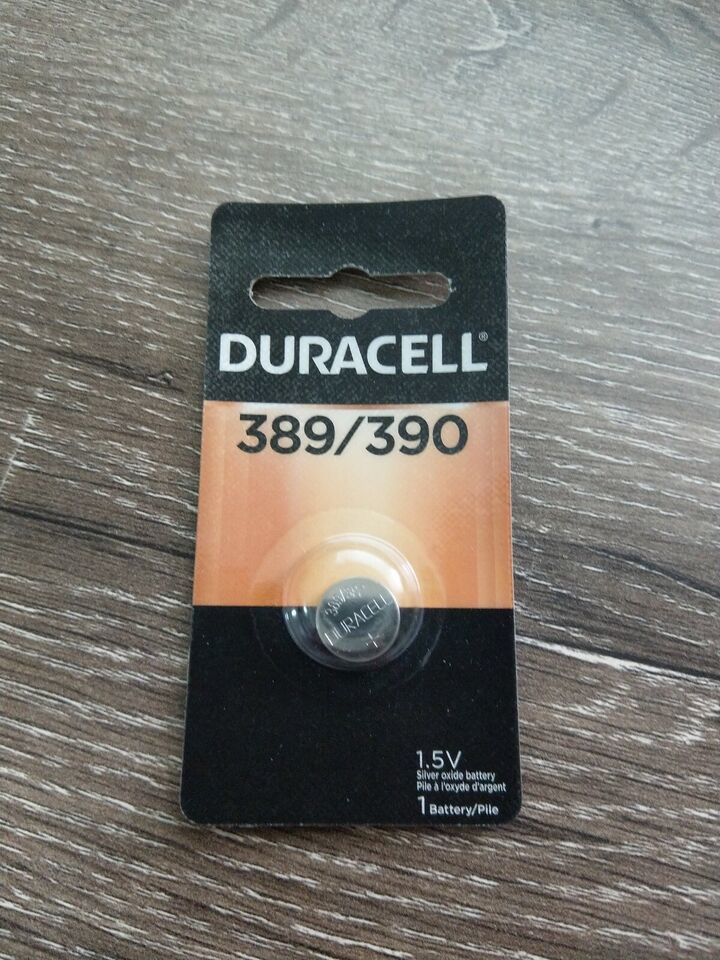 DURACELL®
389/390
DURACELL
+
1.5V
Silver oxide battery
Pile à l'oxyde d'argent
1 Battery/Pile